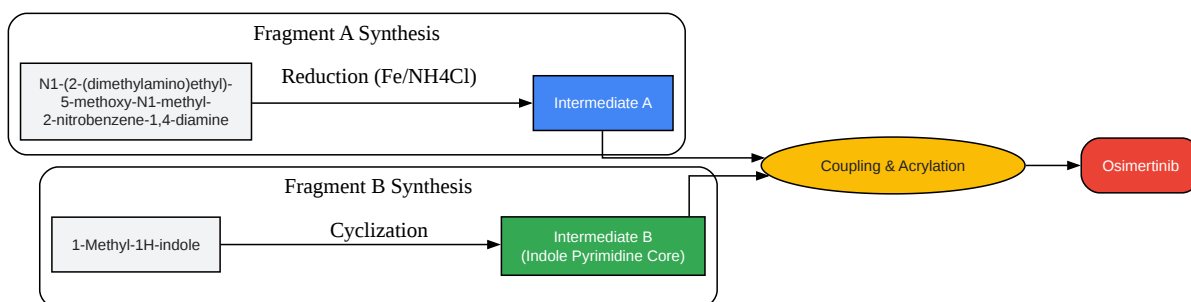 Fragment A Synthesis
N1-(2-(dimethylamino)ethyl)-
5-methoxy-N1-methyl-
2-nitrobenzene-1,4-diamine
Reduction (Fe/NH4Cl)
Intermediate A
Coupling & Acrylation
Osimertinib
Fragment B Synthesis
1-Methyl-1H-indole
Cyclization
Intermediate B
(Indole Pyrimidine Core)